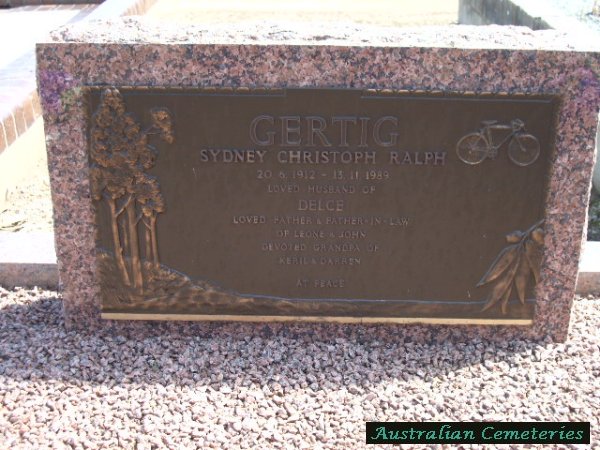 GERTIG
SYDNEY CHRISTOPH RALPH
20.6.1912 - 13.11.1989
LOVED HUSBAND OF
DELCE
LOVED FATHER & FATHER-IN-LAW
OF LEONE & JOHN
DEVOTED GRANDPA OF
KERIL & DARREN
AT PEACE
Australian Cemeteries